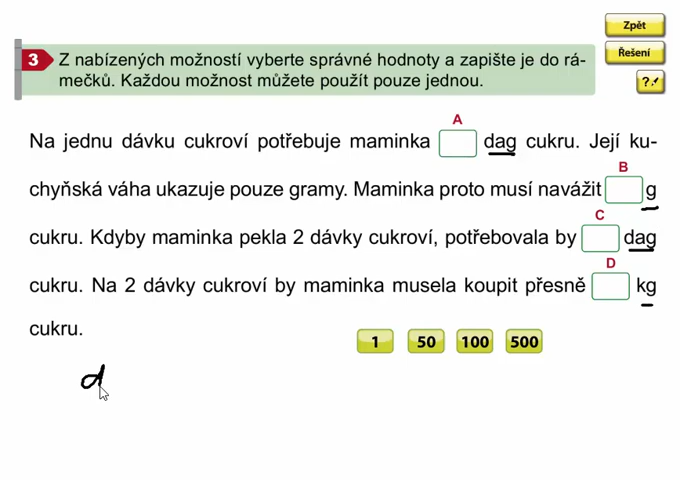 Zpět
Řešení
?
3 Z nabízených možností vyberte správné hodnoty a zapište je do rá-
mečků. Každou možnost můžete použít pouze jednou.
A
Na jednu dávku cukroví potřebuje maminka dag cukru. Její ku-
B
chyňská váha ukazuje pouze gramy. Maminka proto musí navážit g
C
cukru. Kdyby maminka pekla 2 dávky cukroví, potřebovala by dag
D
cukru. Na 2 dávky cukroví by maminka musela koupit přesně kg
cukru.
1 50 100 500
d